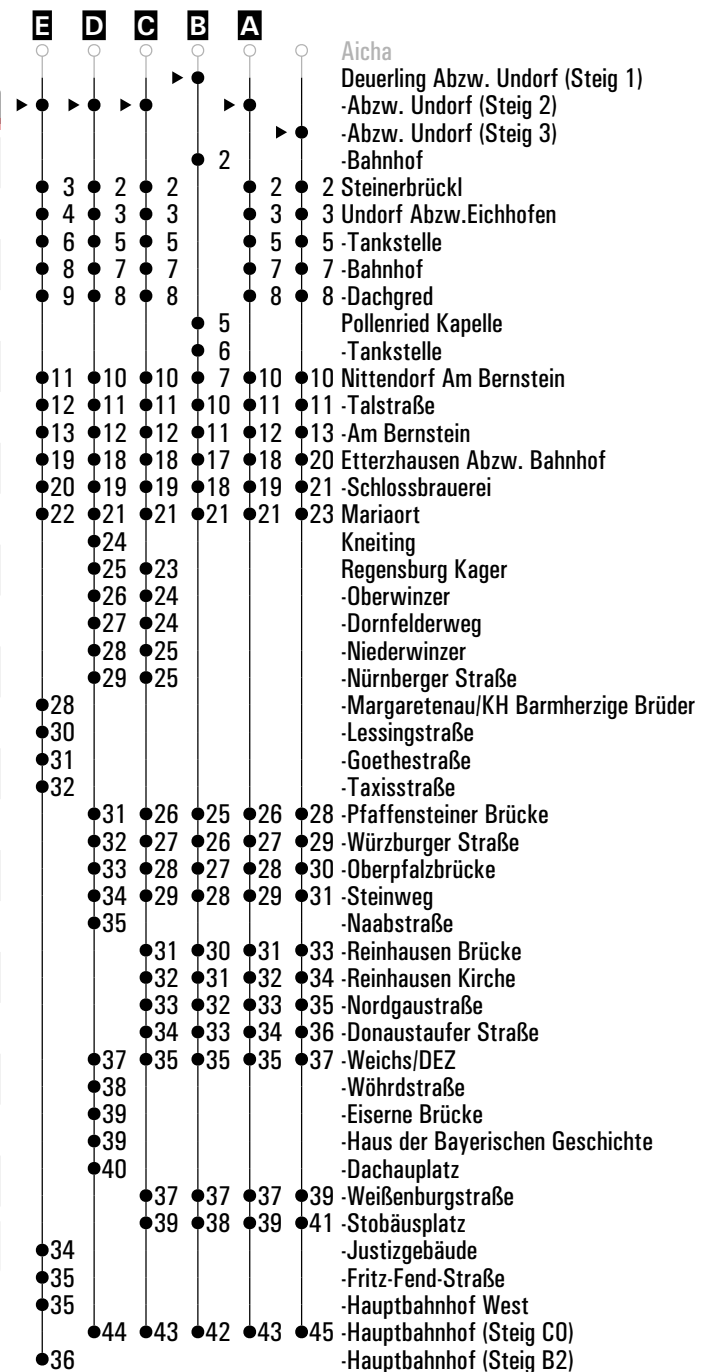 E D C B A
Aicha
Deuerling Abzw. Undorf (Steig 1)
-Abzw. Undorf (Steig 2)
-Abzw. Undorf (Steig 3)
2 -Bahnhof
3 2 2 2 2 Steinerbrückl
4 3 3 3 3 Undorf Abzw.Eichhofen
6 5 5 5 5 -Tankstelle
8 7 7 7 7 -Bahnhof
9 8 8 8 8 -Dachgred
5 Pollenried Kapelle
6 -Tankstelle
11 10 10 7 10 10 Nittendorf Am Bernstein
12 11 11 10 11 11 -Talstraße
13 12 12 11 12 13 -Am Bernstein
19 18 18 17 18 20 Etterzhausen Abzw. Bahnhof
20 19 19 18 19 21 -Schlossbrauerei
22 21 21 21 21 23 Mariaort
24 Kneiting
25 23 Regensburg Kager
26 24 -Oberwinzer
27 24 -Dornfelderweg
28 25 -Niederwinzer
29 25 -Nürnberger Straße
28 -Margaretenau/KH Barmherzige Brüder
30 -Lessingstraße
31 -Goethestraße
32 -Taxisstraße
31 26 25 26 28 -Pfaffensteiner Brücke
32 27 26 27 29 -Würzburger Straße
33 28 27 28 30 -Oberpfalzbrücke
34 29 28 29 31 -Steinweg
35 -Naabstraße
31 30 31 33 -Reinhausen Brücke
32 31 32 34 -Reinhausen Kirche
33 32 33 35 -Nordgaustraße
34 33 34 36 -Donaustaufer Straße
37 35 35 35 37 -Weichs/DEZ
38 -Wöhrdstraße
39 -Eiserne Brücke
39 -Haus der Bayerischen Geschichte
40 -Dachauplatz
37 37 37 39 -Weißenburgstraße
39 38 39 41 -Stobäusplatz
34 -Justizgebäude
35 -Fritz-Fend-Straße
35 -Hauptbahnhof West
44 43 42 43 45 -Hauptbahnhof (Steig C0)
36 -Hauptbahnhof (Steig B2)